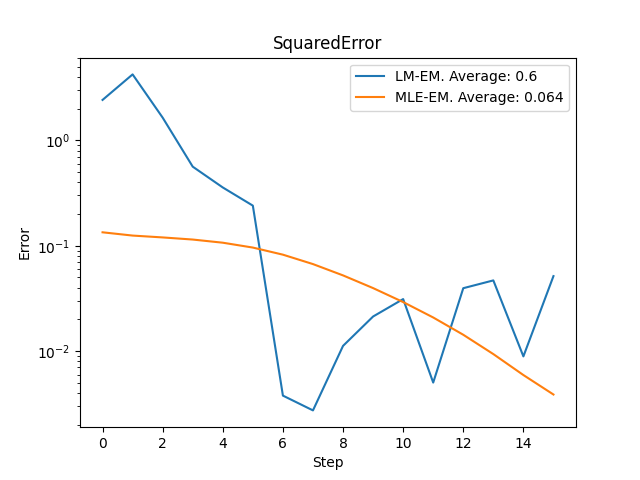 SquaredError
LM-EM. Average: 0.6
MLE-EM. Average: 0.064
Error
10⁰
10⁻¹
10⁻²
0 2 4 6 8 10 12 14
Step